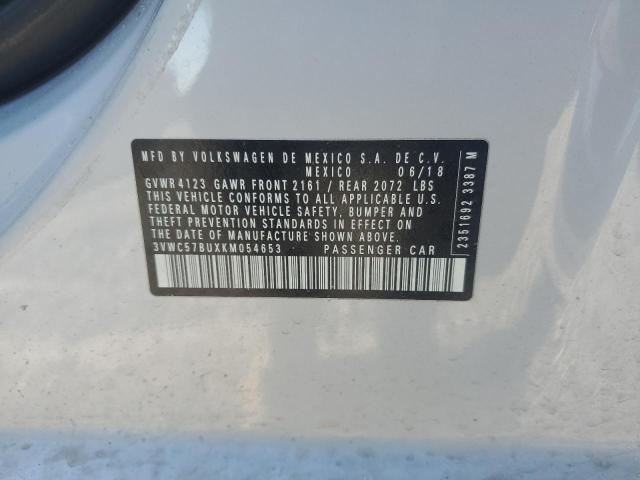 MFD BY VOLKSWAGEN DE MEXICO S.A. DE C.V.
MEXICO 06/18
GVWR 4123 GAWR FRONT 2161 / REAR 2072 LBS
THIS VEHICLE CONFORMS TO ALL APPLICABLE U.S.
FEDERAL MOTOR VEHICLE SAFETY, BUMPER AND
THEFT PREVENTION STANDARDS IN EFFECT
ON THE DATE OF MANUFACTURE SHOWN ABOVE.
3VWC57BUXKM054653 PASSENGER CAR
2351692 3387 M